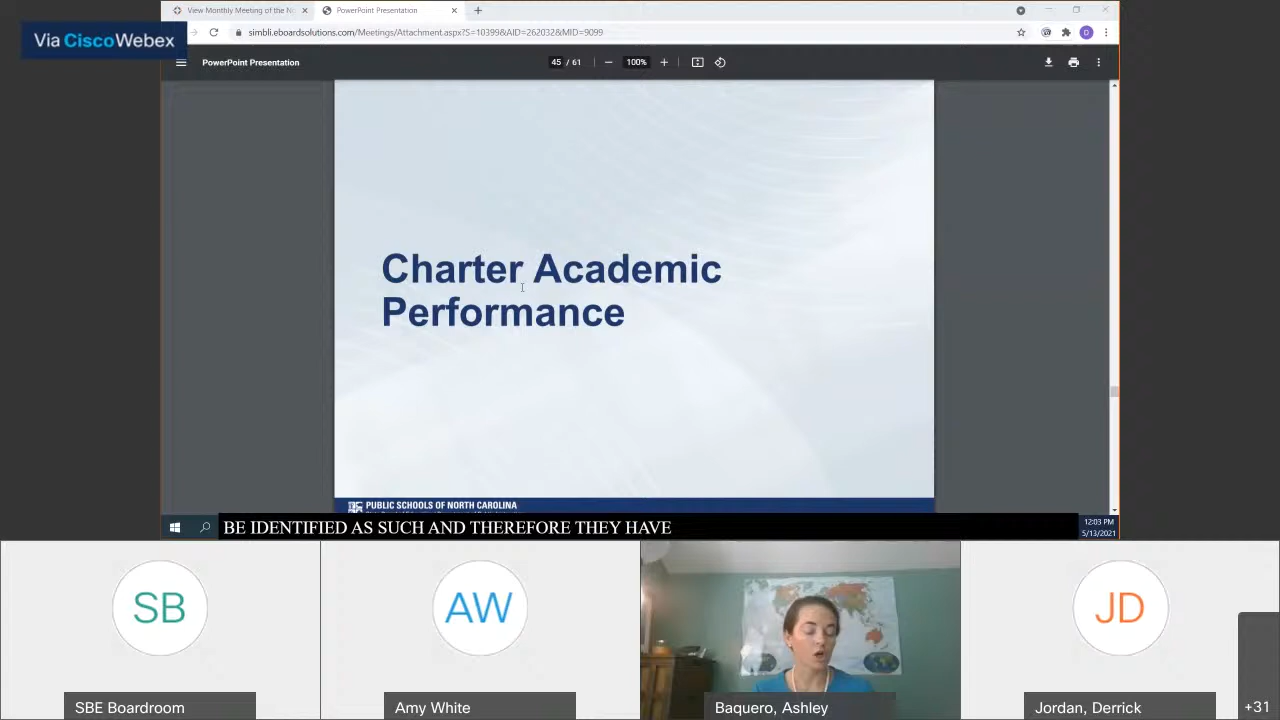 View Monthly Meeting of the N
PowerPoint Presentation
Via CiscoWebex
simbli.eboardsolutions.com/Meetings/Attachment.aspx?S=10399&AID=262032&MID=9099
D
PowerPoint Presentation
45 / 61
100%
Charter Academic
Performance
PUBLIC SCHOOLS OF NORTH CAROLINA
BE IDENTIFIED AS SUCH AND THEREFORE THEY HAVE
12:03 PM
5/13/2021
SB
AW
JD
SBE Boardroom
Amy White
Baquero, Ashley
Jordan, Derrick
+31